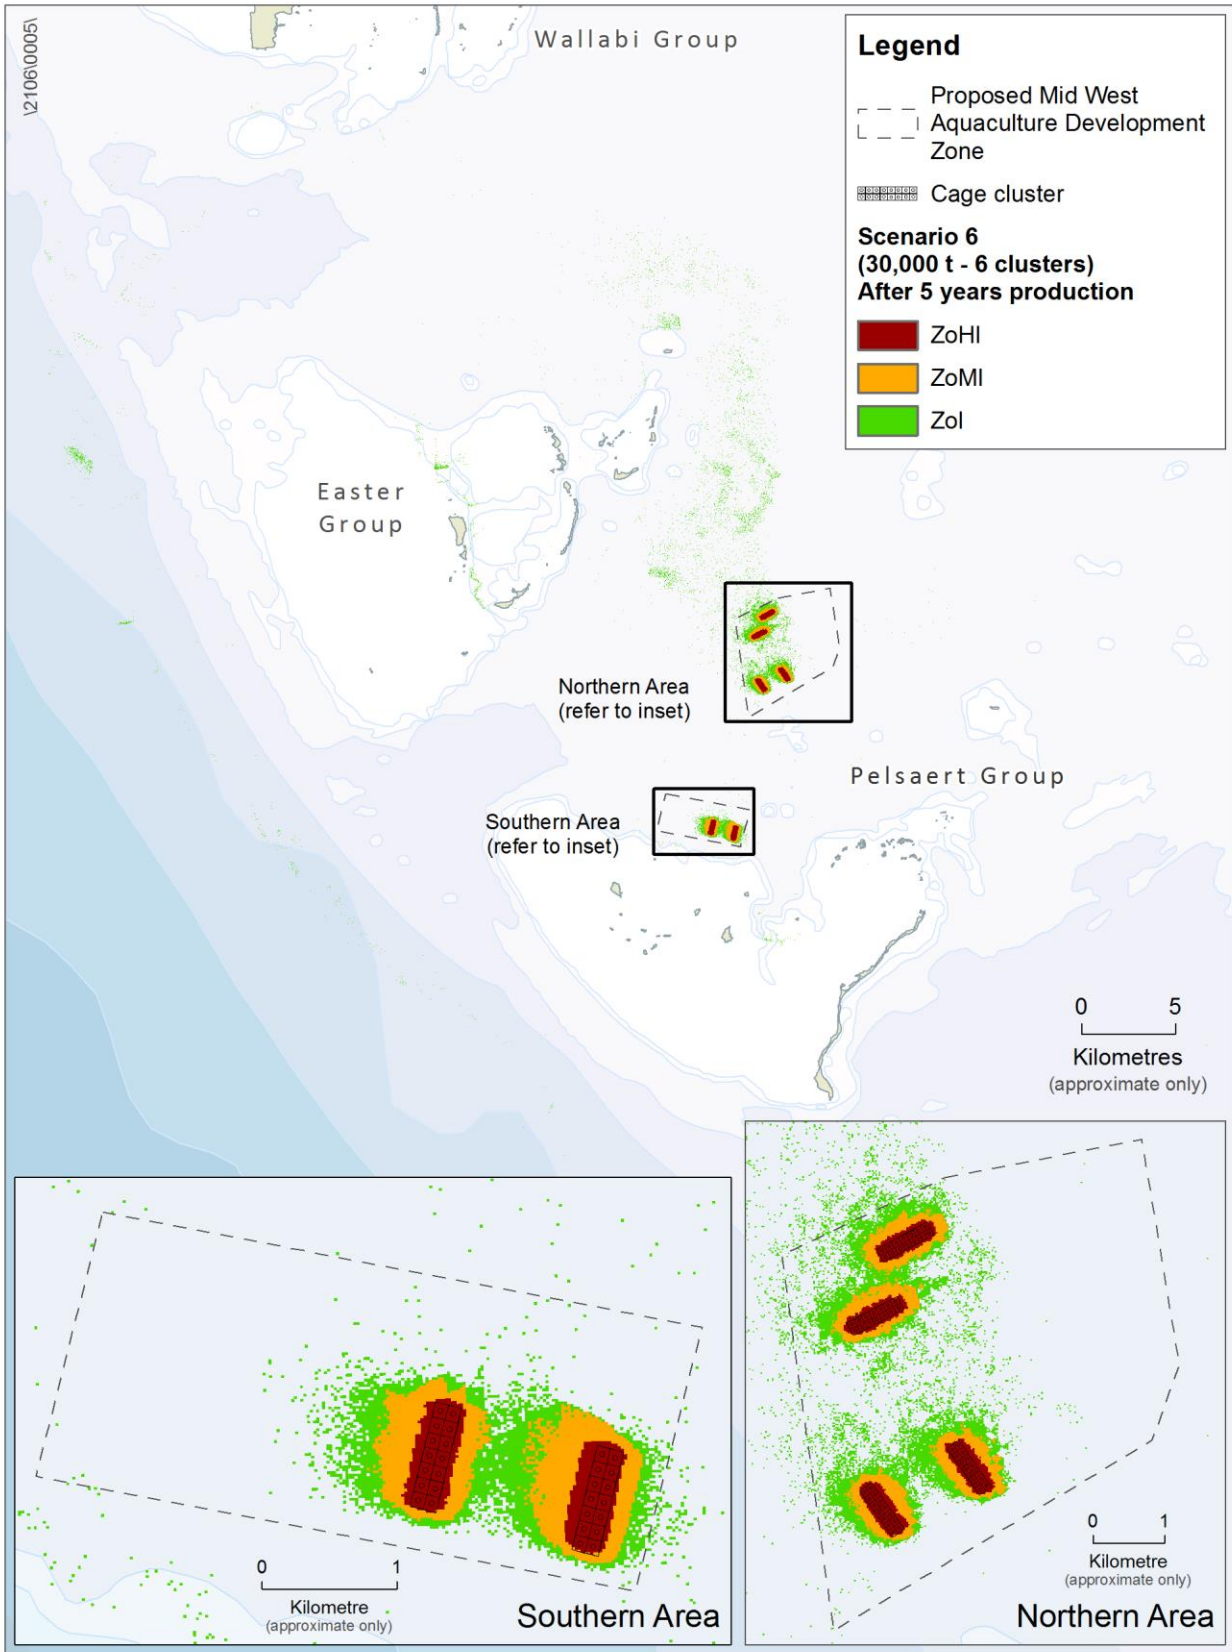 \2106\0005\
Wallabi Group
Legend
Proposed Mid West
Aquaculture Development
Zone
Cage cluster
Scenario 6
(30,000 t - 6 clusters)
After 5 years production
ZoHI
ZoMI
ZoI
Easter
Group
Northern Area
(refer to inset)
Pelsaert Group
Southern Area
(refer to inset)
0 5
Kilometres
(approximate only)
0 1
Kilometre
(approximate only)
Southern Area
0 1
Kilometre
(approximate only)
Northern Area